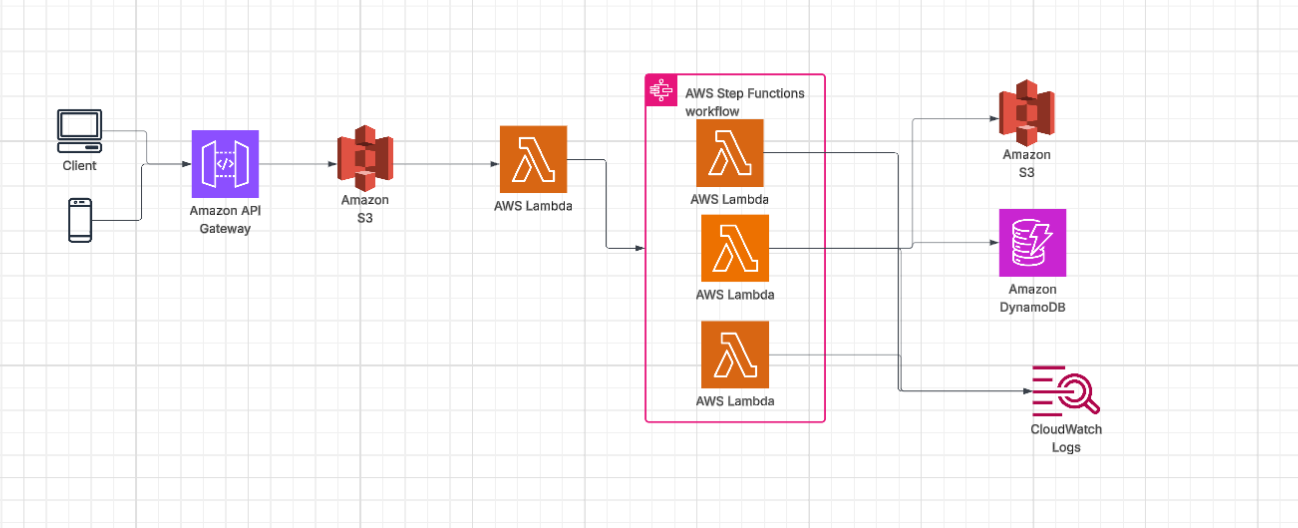 Client
Amazon API
Gateway
Amazon
S3
AWS Lambda
AWS Step Functions
workflow
AWS Lambda
AWS Lambda
AWS Lambda
Amazon
S3
Amazon
DynamoDB
CloudWatch
Logs